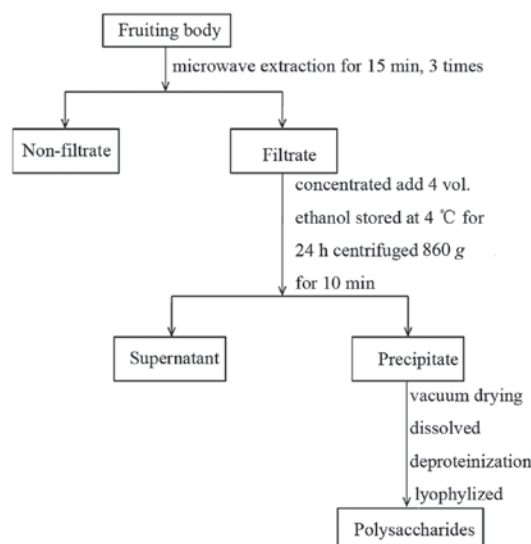 Fruiting body
microwave extraction for 15 min, 3 times
Non-filtrate
Filtrate
concentrated add 4 vol.
ethanol stored at 4 ℃ for
24 h centrifuged 860 g
for 10 min
Supernatant
Precipitate
vacuum drying
dissolved
deproteinization
lyophylized
Polysaccharides